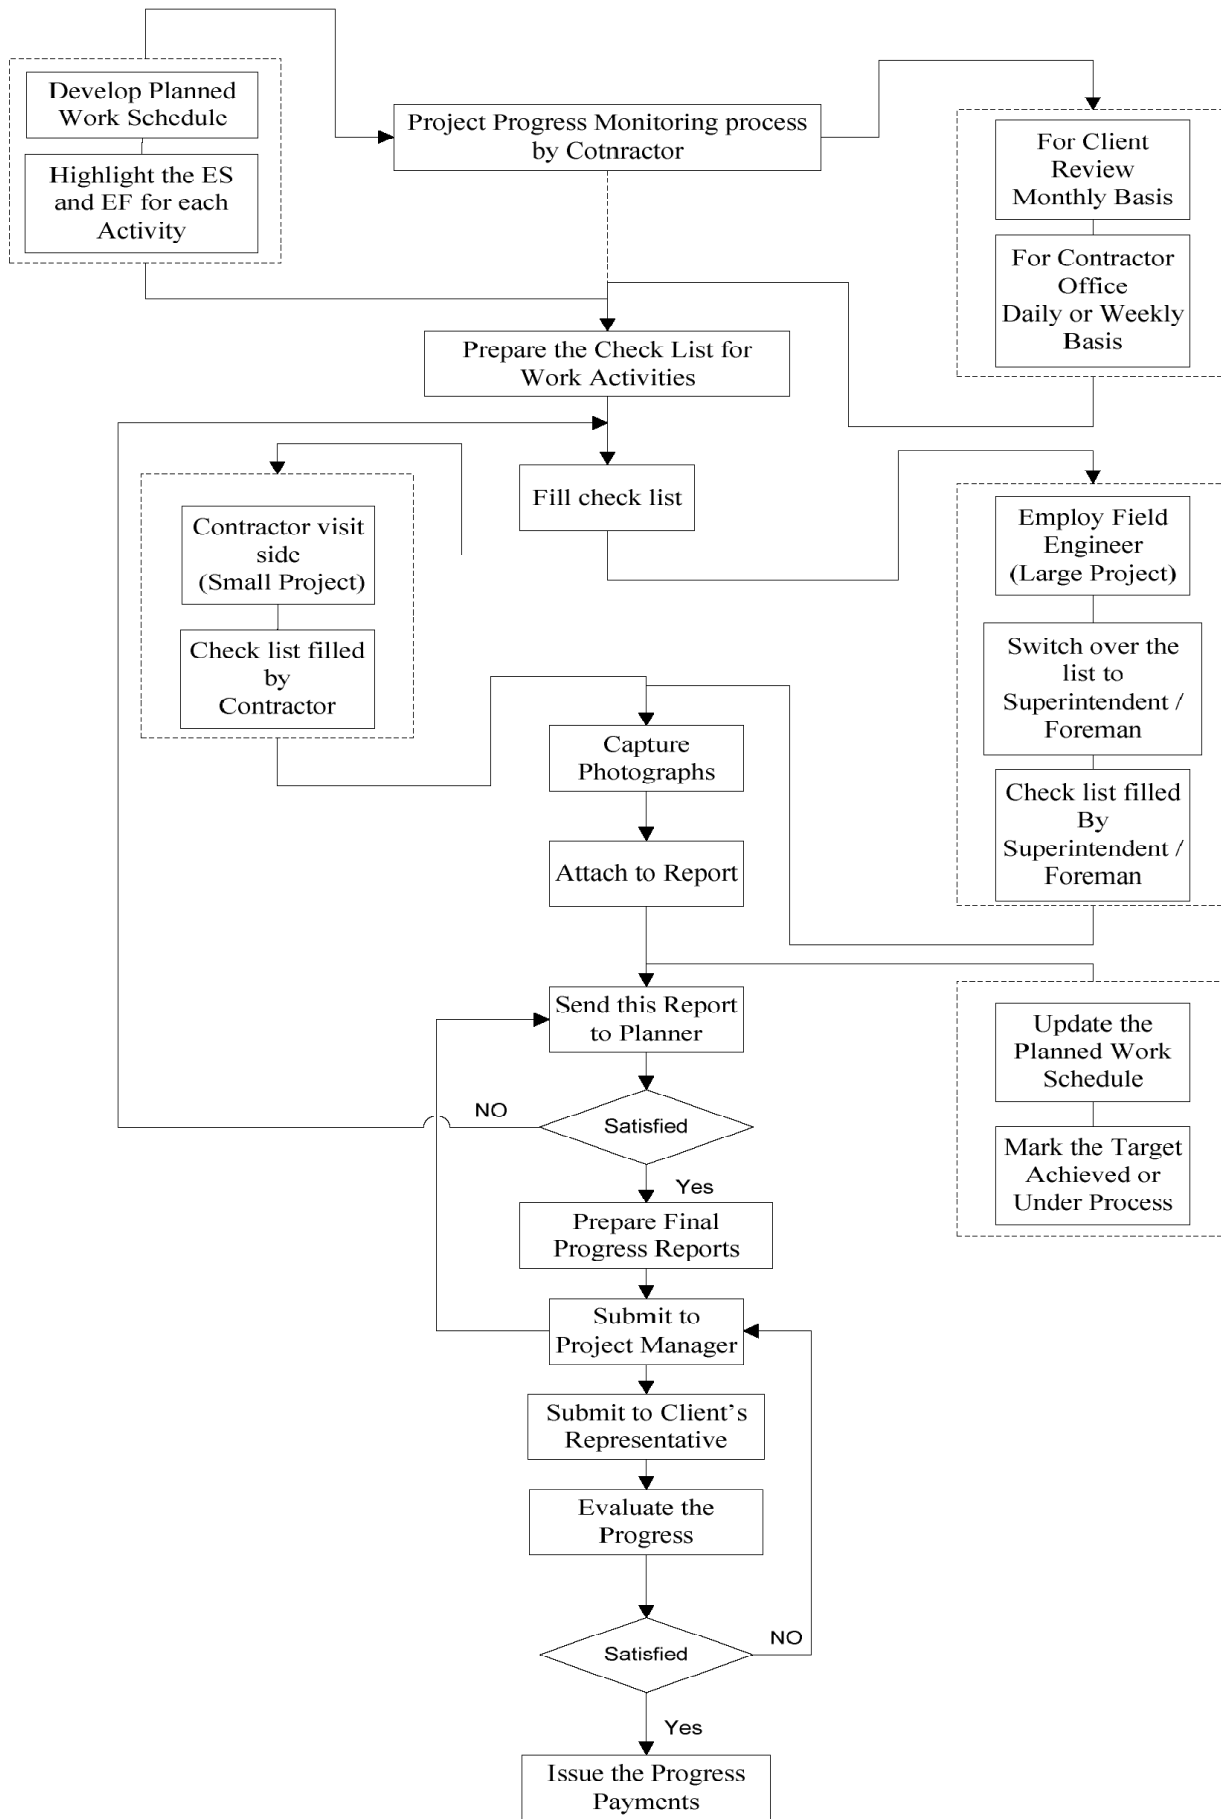 Develop Planned
Work Schedule
Highlight the ES
and EF for each
Activity
Project Progress Monitoring process
by Cotnractor
For Client
Review
Monthly Basis
For Contractor
Office
Daily or Weekly
Basis
Prepare the Check List for
Work Activities
Fill check list
Contractor visit
side
(Small Project)
Check list filled
by
Contractor
Employ Field
Engineer
(Large Project)
Switch over the
list to
Superintendent /
Foreman
Check list filled
By
Superintendent /
Foreman
Capture
Photographs
Attach to Report
Send this Report
to Planner
Update the
Planned Work
Schedule
Mark the Target
Achieved or
Under Process
NO
Satisfied
Yes
Prepare Final
Progress Reports
Submit to
Project Manager
Submit to Client's
Representative
Evaluate the
Progress
Satisfied
NO
Yes
Issue the Progress
Payments